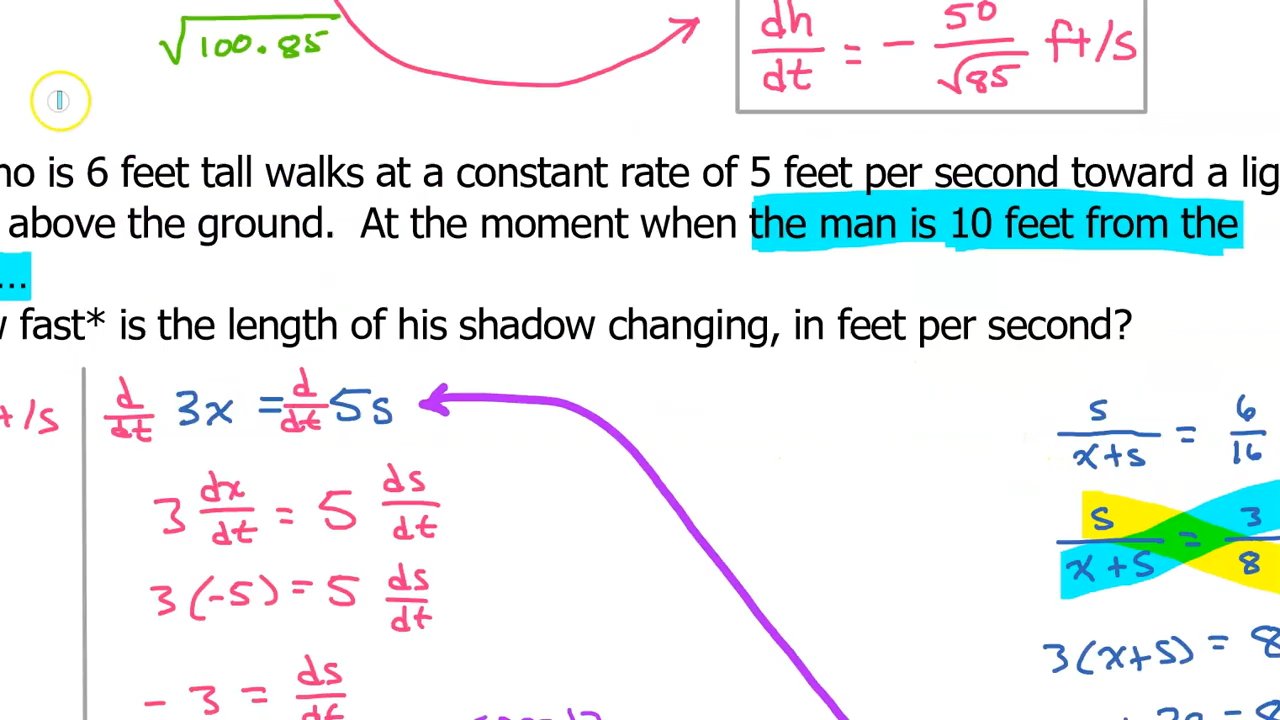 √100.85
dh/dt = - 50/√85 ft/s
is 6 feet tall walks at a constant rate of 5 feet per second toward a
above the ground. At the moment when the man is 10 feet from the
...
fast* is the length of his shadow changing, in feet per second?
/s
d/dt 3x = d/dt 5s
3 dx/dt = 5 ds/dt
3(-5) = 5 ds/dt
- 3 = ds/dt
s/x+s = 6/16
s/x+s = 3/8
3(x+s) = 8